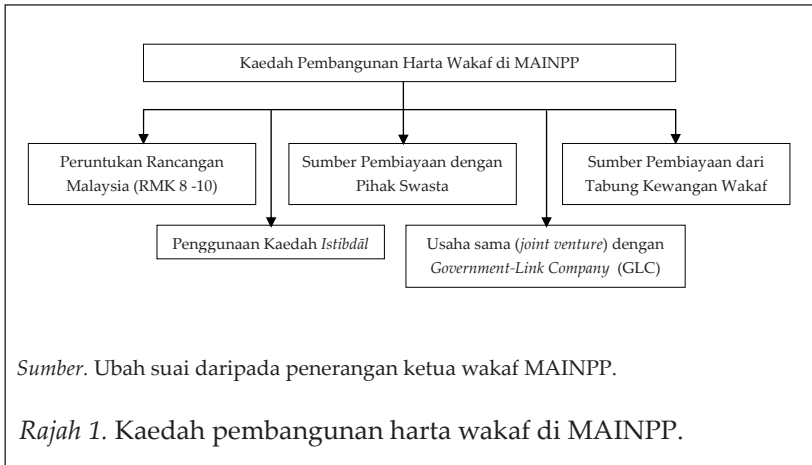 Kaedah Pembangunan Harta Wakaf di MAINPP
Peruntukan Rancangan
Malaysia (RMK 8 -10)
Sumber Pembiayaan dengan
Pihak Swasta
Sumber Pembiayaan dari
Tabung Kewangan Wakaf
Penggunaan Kaedah Istibdāl
Usaha sama (joint venture) dengan
Government-Link Company (GLC)
Sumber. Ubah suai daripada penerangan ketua wakaf MAINPP.
Rajah 1. Kaedah pembangunan harta wakaf di MAINPP.